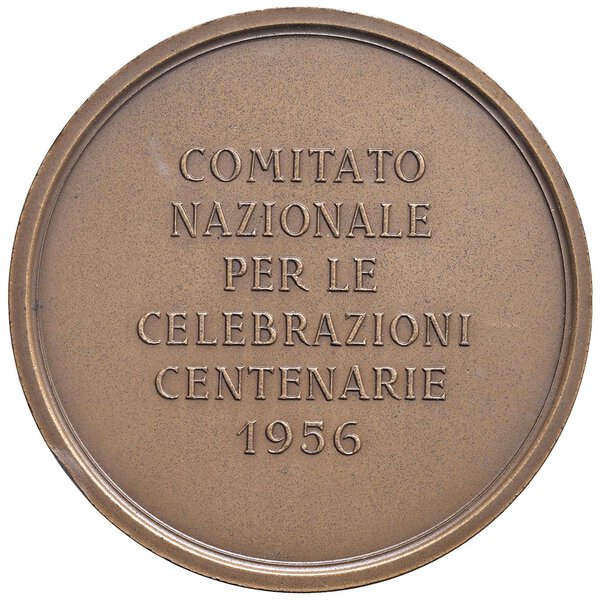 COMITATO
NAZIONALE
PER LE
CELEBRAZIONI
CENTENARIE
1956